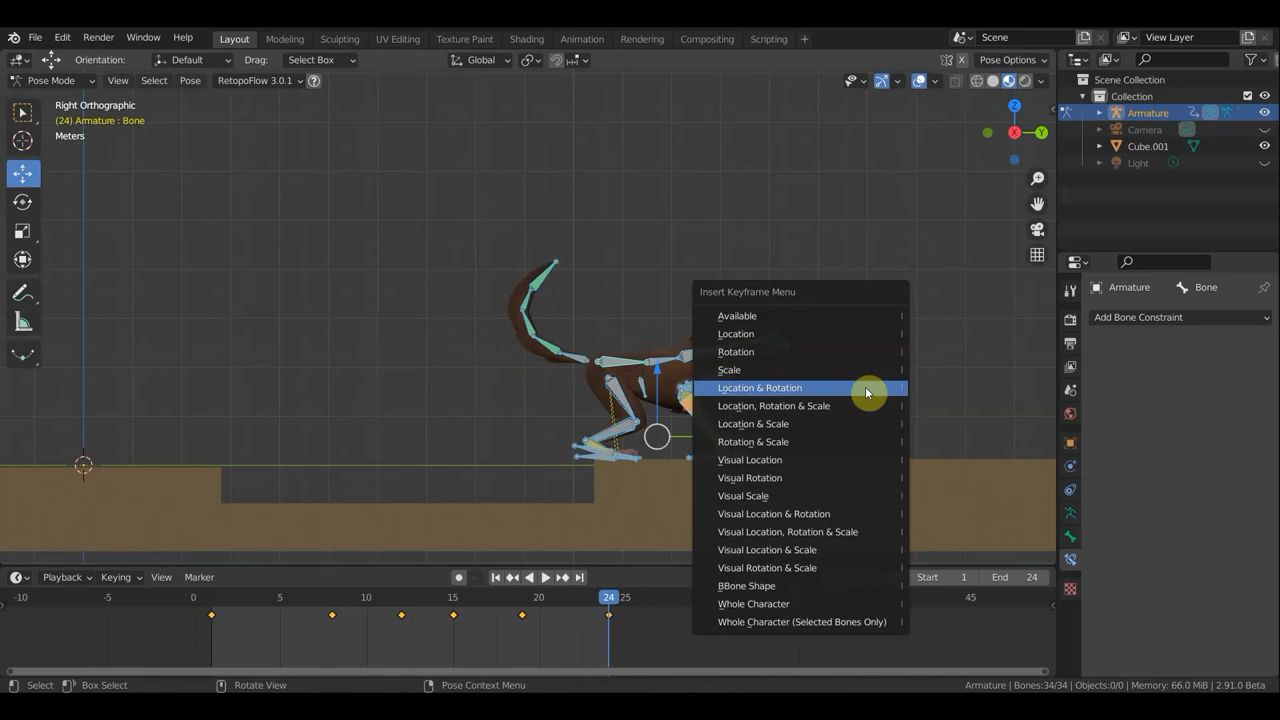 File Edit Render Window Help Layout Modeling Sculpting UV Editing Texture Paint Shading Animation Rendering Compositing Scripting + Scene View Layer
Orientation: Default Drag: Select Box Global X Pose Options
Pose Mode View Select Pose RetopoFlow 3.0.1 ?
Scene Collection
Collection
Armature
Camera
Cube.001
Light
Right Orthographic
(24) Armature : Bone
Meters
Z
X
Y
Armature Bone
Add Bone Constraint
Insert Keyframe Menu
Available I
Location I
Rotation I
Scale I
Location & Rotation I
Location, Rotation & Scale I
Location & Scale I
Rotation & Scale I
Visual Location I
Visual Rotation I
Visual Scale I
Visual Location & Rotation I
Visual Location, Rotation & Scale I
Visual Location & Scale I
Visual Rotation & Scale I
BBone Shape I
Whole Character I
Whole Character (Selected Bones Only) I
Playback Keying View Marker Start 1 End 24
-10 -5 0 5 10 15 20 24 25 45
Select Box Select Rotate View Pose Context Menu Armature | Bones:34/34 | Objects:0/0 | Memory: 66.0 MiB | 2.91.0 Beta